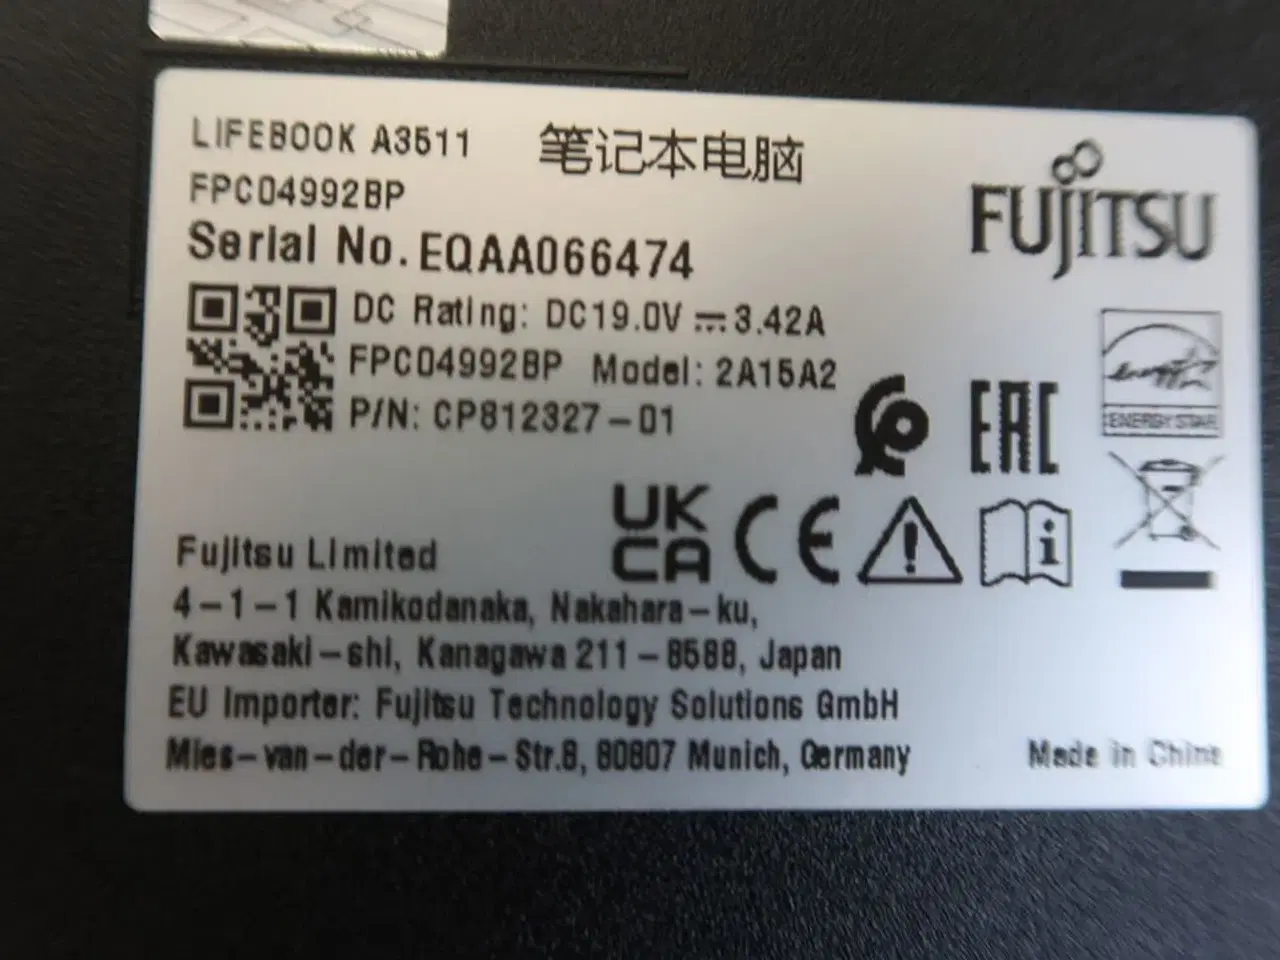 LIFEBOOK A3511 笔记本电脑
FPC04992BP
FUJITSU
Serial No. EQAA066474
DC Rating: DC19.0V ⎓ 3.42A
FPC04992BP Model: 2A15A2
P/N: CP812327-01
EAC
ENERGY STAR
UK
CA CE
Fujitsu Limited
4-1-1 Kamikodanaka, Nakahara-ku,
Kawasaki-shi, Kanagawa 211-8588, Japan
EU Importer: Fujitsu Technology Solutions GmbH
Mies-van-der-Rohe-Str.8, 80807 Munich, Germany
Made in China